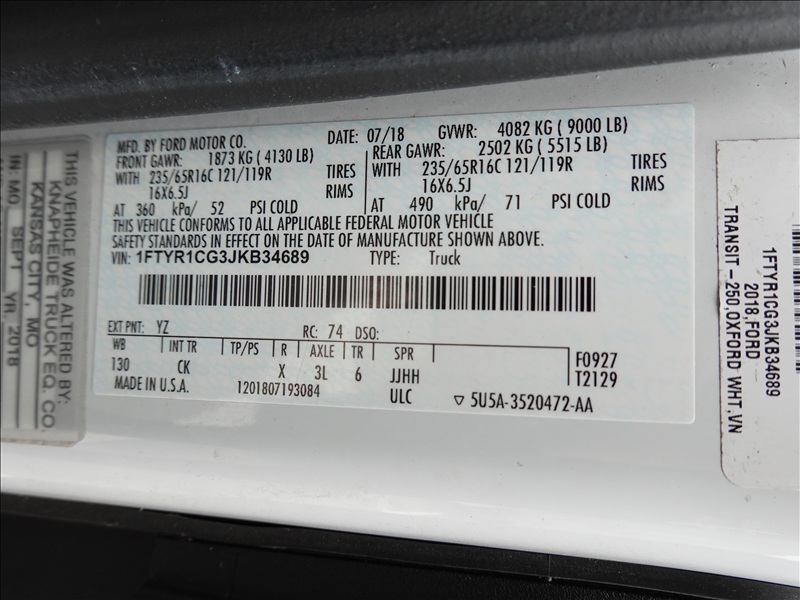 MFD. BY FORD MOTOR CO.
DATE: 07/18 GVWR: 4082 KG ( 9000 LB)
FRONT GAWR: 1873 KG ( 4130 LB)
REAR GAWR: 2502 KG ( 5515 LB)
WITH 235/65R16C 121/119R TIRES
WITH 235/65R16C 121/119R TIRES
16X6.5J RIMS
16X6.5J RIMS
AT 360 kPa/ 52 PSI COLD
AT 490 kPa/ 71 PSI COLD
THIS VEHICLE CONFORMS TO ALL APPLICABLE FEDERAL MOTOR VEHICLE
SAFETY STANDARDS IN EFFECT ON THE DATE OF MANUFACTURE SHOWN ABOVE.
VIN: 1FTYR1CG3JKB34689 TYPE: Truck
EXT PNT: YZ RC: 74 DSO:
WB INT TR TP/PS R AXLE TR SPR
130 CK X 3L 6 JJHH
F0927
T2129
MADE IN U.S.A. 1201807193084 ULC ▽ 5U5A-3520472-AA
THIS VEHICLE WAS ALTERED BY:
KNAPHEIDE TRUCK EQ. CO.
KANSAS CITY, MO
IN: MO. SEPT YR. 2018
1FTYR1CG3JKB34689
2018,FORD
TRANSIT-250,OXFORD WHT,VN